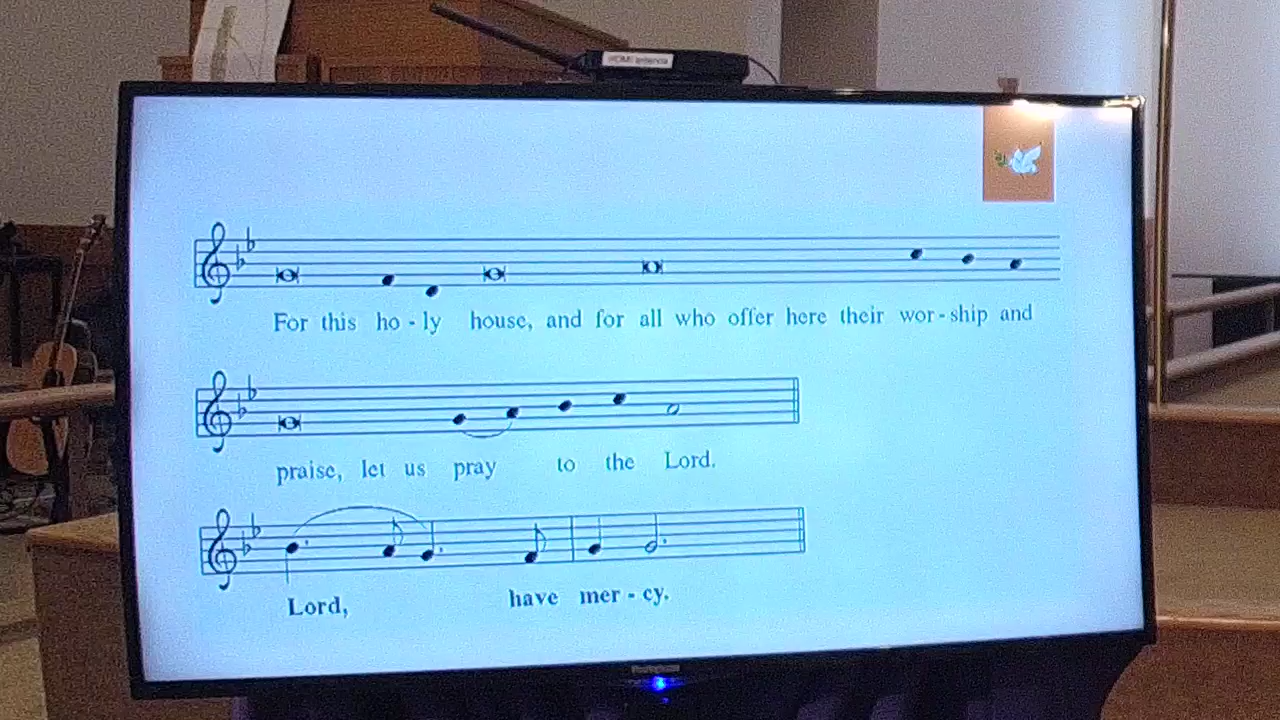 For this ho - ly house, and for all who offer here their wor - ship and
praise, let us pray to the Lord.
Lord, have mer - cy.